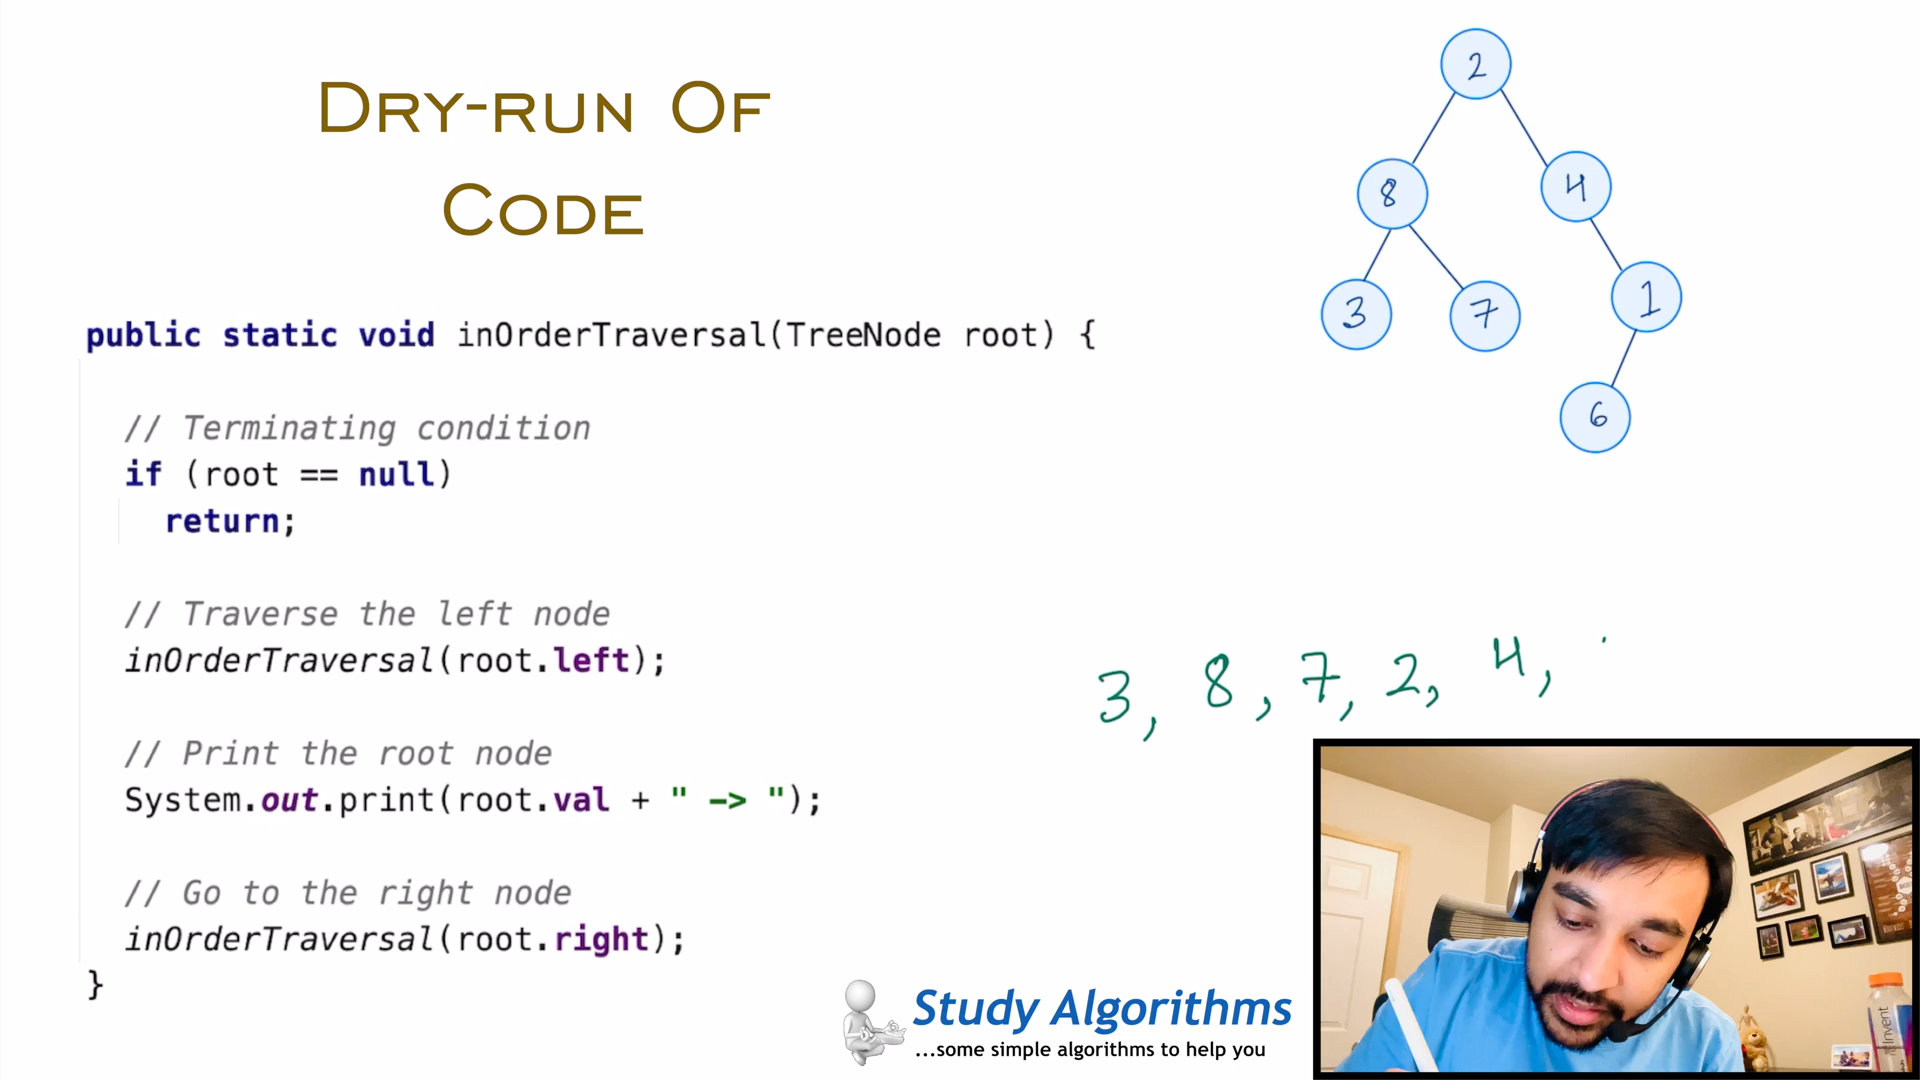 DRY-RUN OF
CODE
public static void inOrderTraversal(TreeNode root) {
// Terminating condition
if (root == null)
return;
// Traverse the left node
inOrderTraversal(root.left);
// Print the root node
System.out.print(root.val + " -> ");
// Go to the right node
inOrderTraversal(root.right);
}
2
8
4
3
7
1
6
3, 8, 7, 2, 4,
Study Algorithms
...some simple algorithms to help you
invent